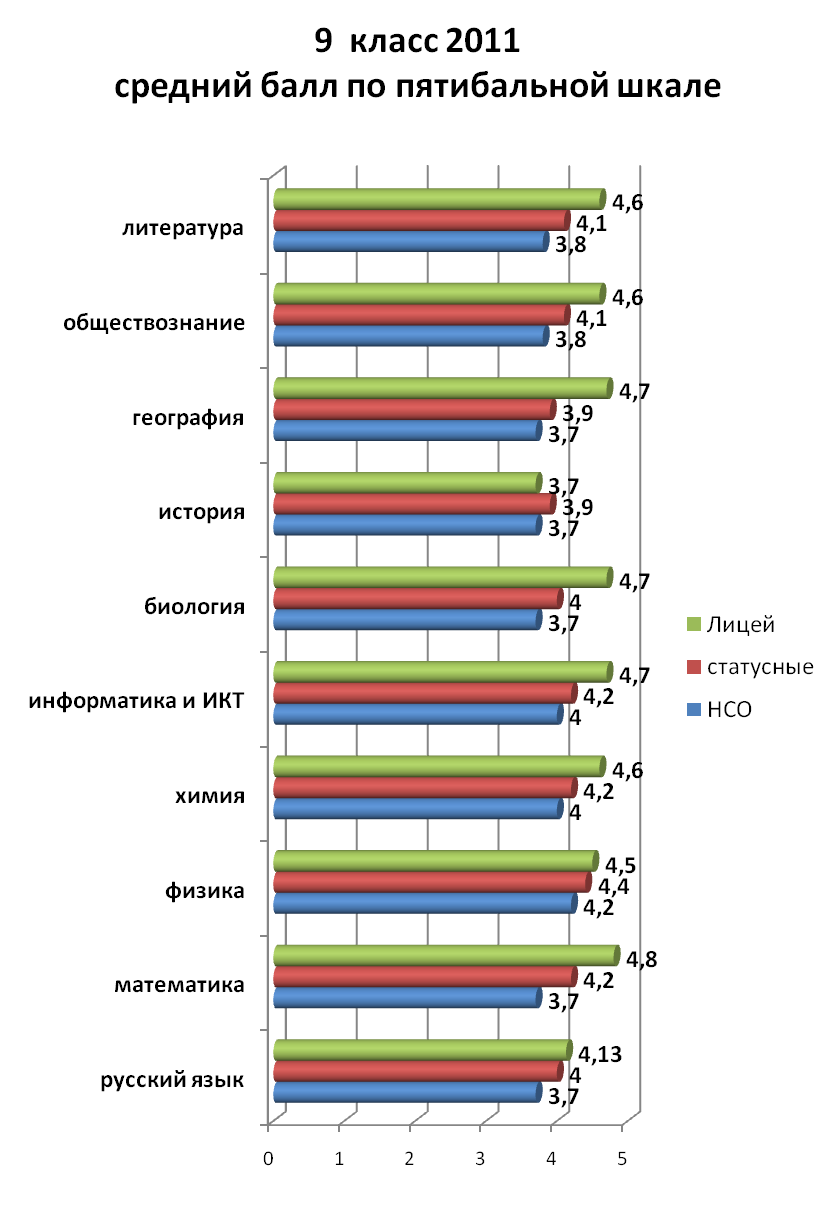 9 класс 2011
средний балл по пятибальной шкале
литература
4,6
4,1
3,8
обществознание
4,6
4,1
3,8
география
4,7
3,9
3,7
история
3,7
3,9
3,7
биология
4,7
4
3,7
информатика и ИКТ
4,7
4,2
4
химия
4,6
4,2
4
физика
4,5
4,4
4,2
математика
4,8
4,2
3,7
русский язык
4,13
4
3,7
0 1 2 3 4 5
Лицей
статусные
НСО